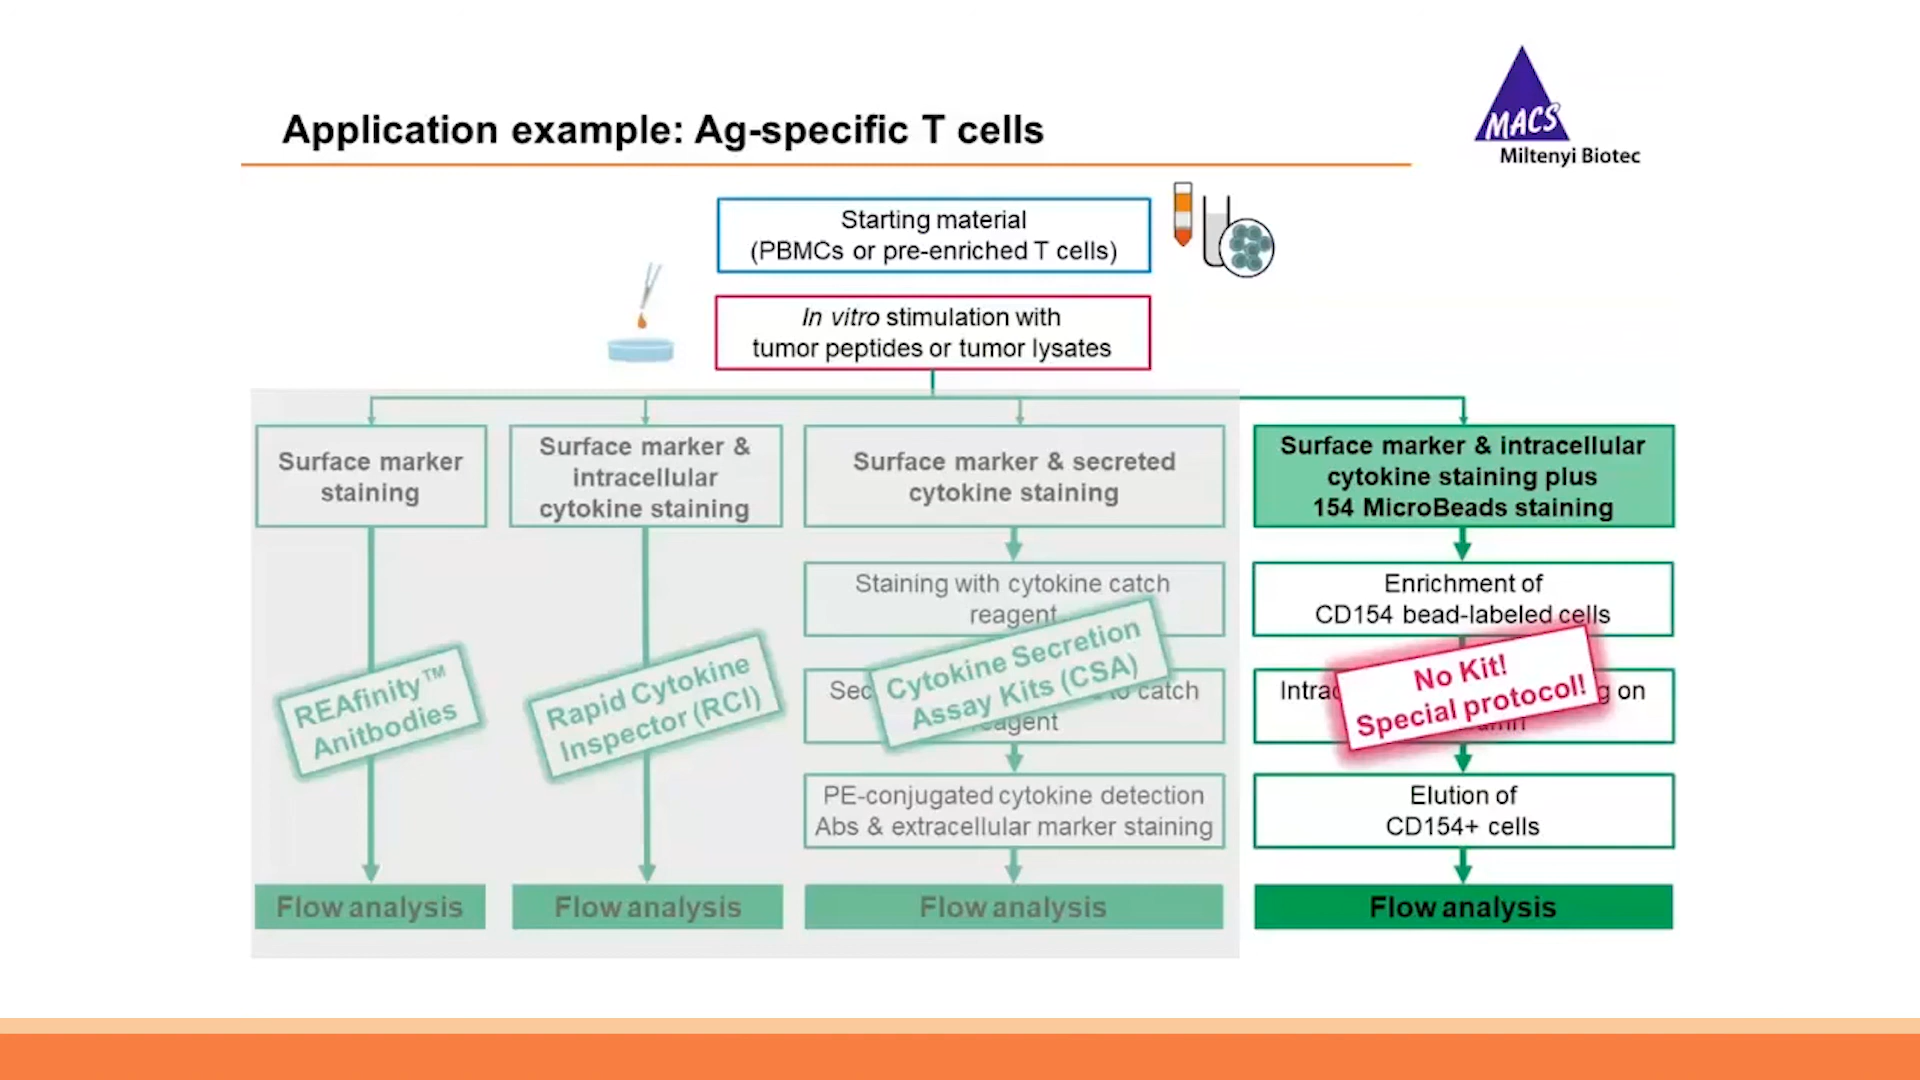 MACS
Miltenyi Biotec
Application example: Ag-specific T cells
Starting material
(PBMCs or pre-enriched T cells)
In vitro stimulation with
tumor peptides or tumor lysates
Surface marker
staining
REAfinity™
Anitbodies
Flow analysis
Surface marker &
intracellular
cytokine staining
Rapid Cytokine
Inspector (RCI)
Flow analysis
Surface marker & secreted
cytokine staining
Staining with cytokine catch
reagent
Cytokine Secretion
Assay Kits (CSA)
to catch
PE-conjugated cytokine detection
Abs & extracellular marker staining
Flow analysis
Surface marker & intracellular
cytokine staining plus
154 MicroBeads staining
Enrichment of
CD154 bead-labeled cells
No Kit!
Special protocol!
on
Elution of
CD154+ cells
Flow analysis